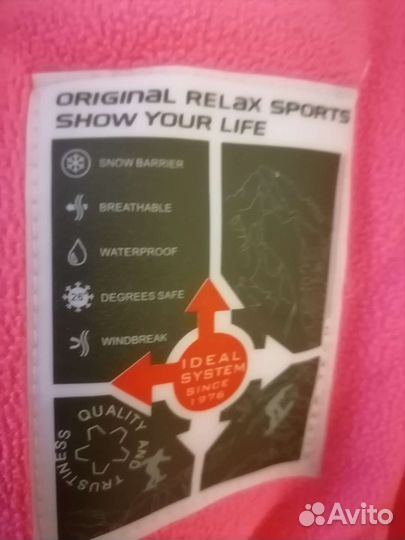 ORIGINAL RELAX SPORTS
SHOW YOUR LIFE
SNOW BARRIER
BREATHABLE
WATERPROOF
DEGREES SAFE
WINDBREAK
IDEAL
SYSTEM
SINCE
1976
QUALITY AND
TRUSTINESS
Avito